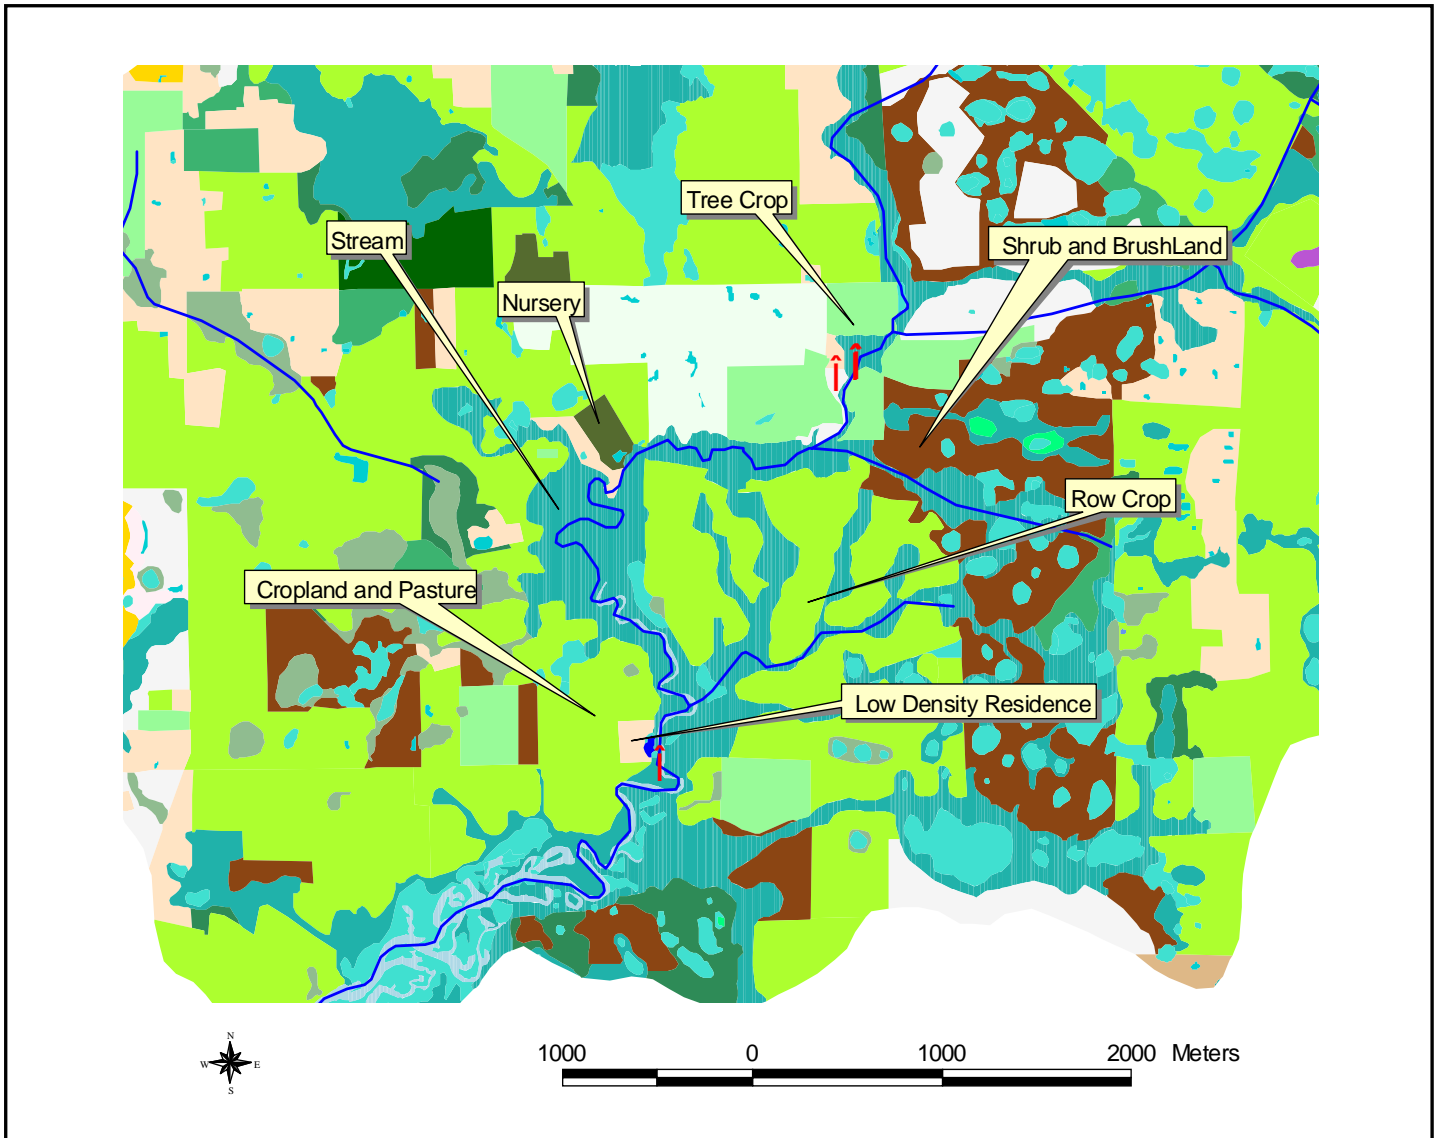 Tree Crop
Stream
Shrub and BrushLand
Nursery
Row Crop
Cropland and Pasture
Low Density Residence
N
W
E
S
1000 0 1000 2000 Meters